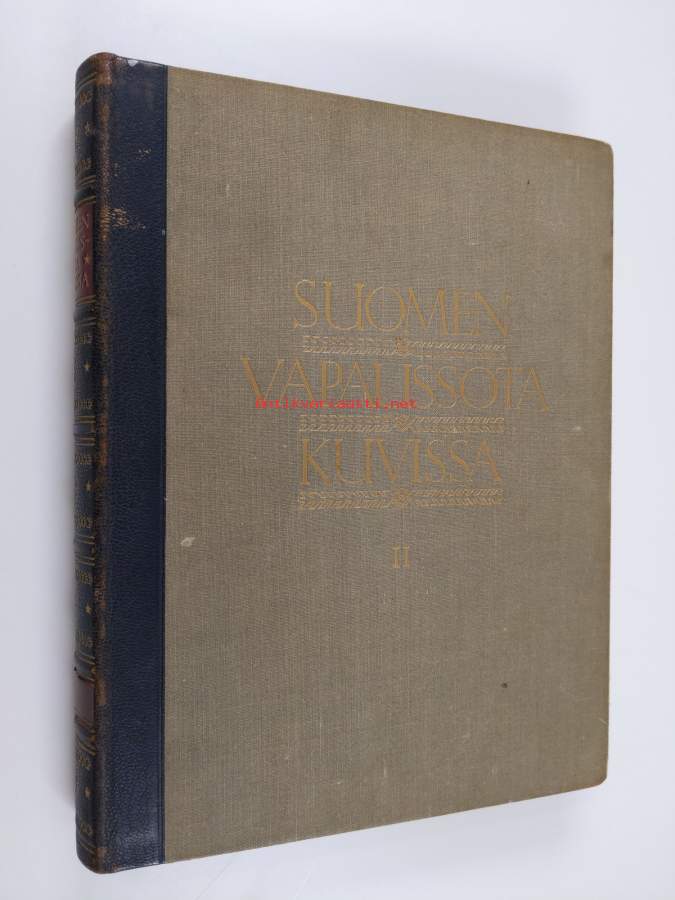 SUOMEN
VAPAUSSOTA
antikvariaatti.net
KUVISSA
II